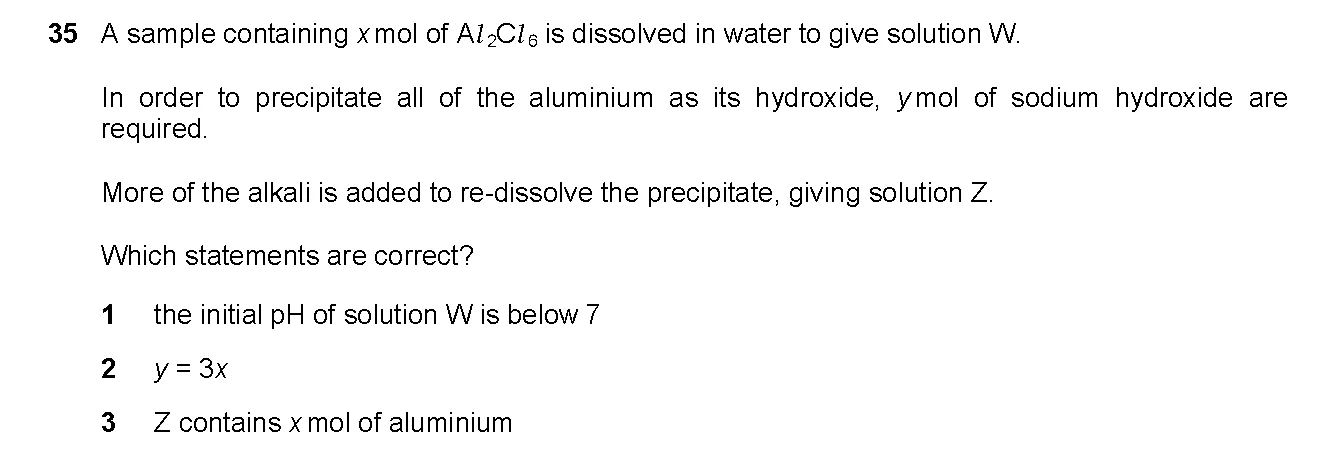 35 A sample containing x mol of Al₂Cl₆ is dissolved in water to give solution W.
In order to precipitate all of the aluminium as its hydroxide, y mol of sodium hydroxide are
required.
More of the alkali is added to re-dissolve the precipitate, giving solution Z.
Which statements are correct?
1 the initial pH of solution W is below 7
2 y = 3x
3 Z contains x mol of aluminium